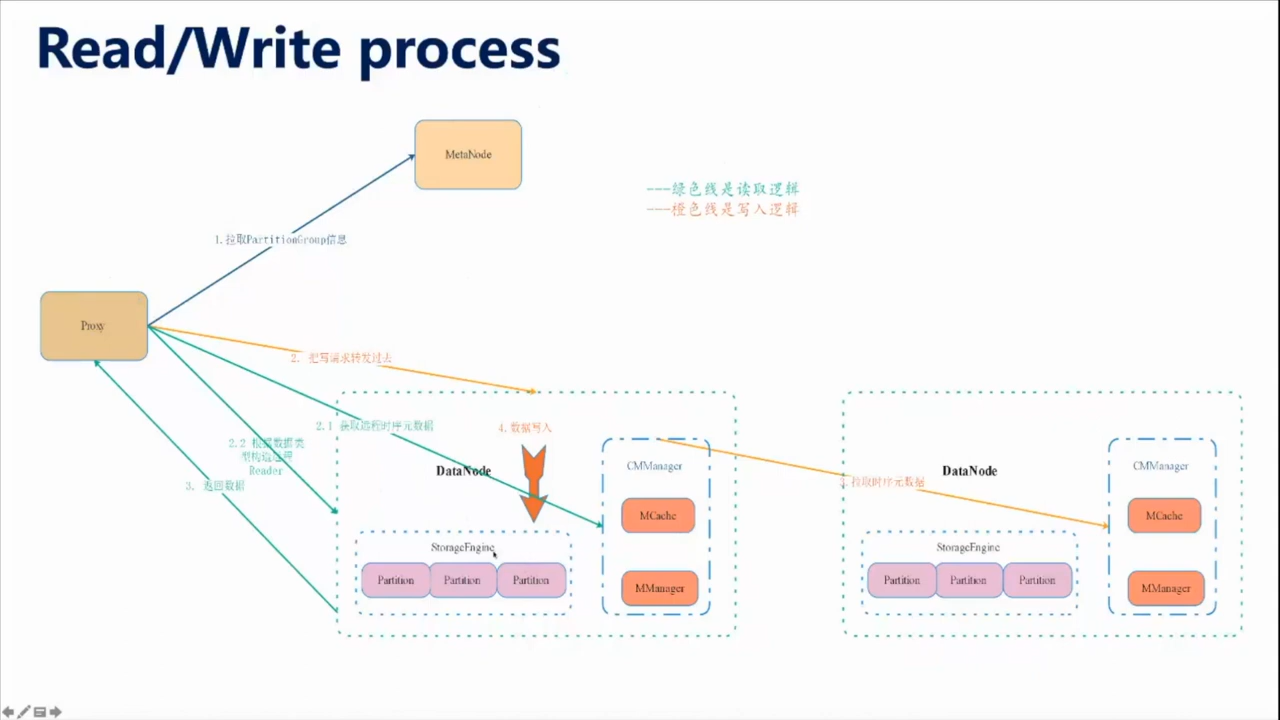 Read/Write process
MetaNode
---绿色线是读取逻辑
---橙色线是写入逻辑
1.拉取PartitionGroup信息
Proxy
2. 把写请求转发过去
2.1 获取远程时序元数据
2.2 根据数据类
型构造远程
Reader
3. 返回数据
4.数据写入
DataNode
CMManager
MCache
MManager
StorageEngine
Partition Partition Partition
3.拉取时序元数据
DataNode
CMManager
MCache
MManager
StorageEngine
Partition Partition Partition